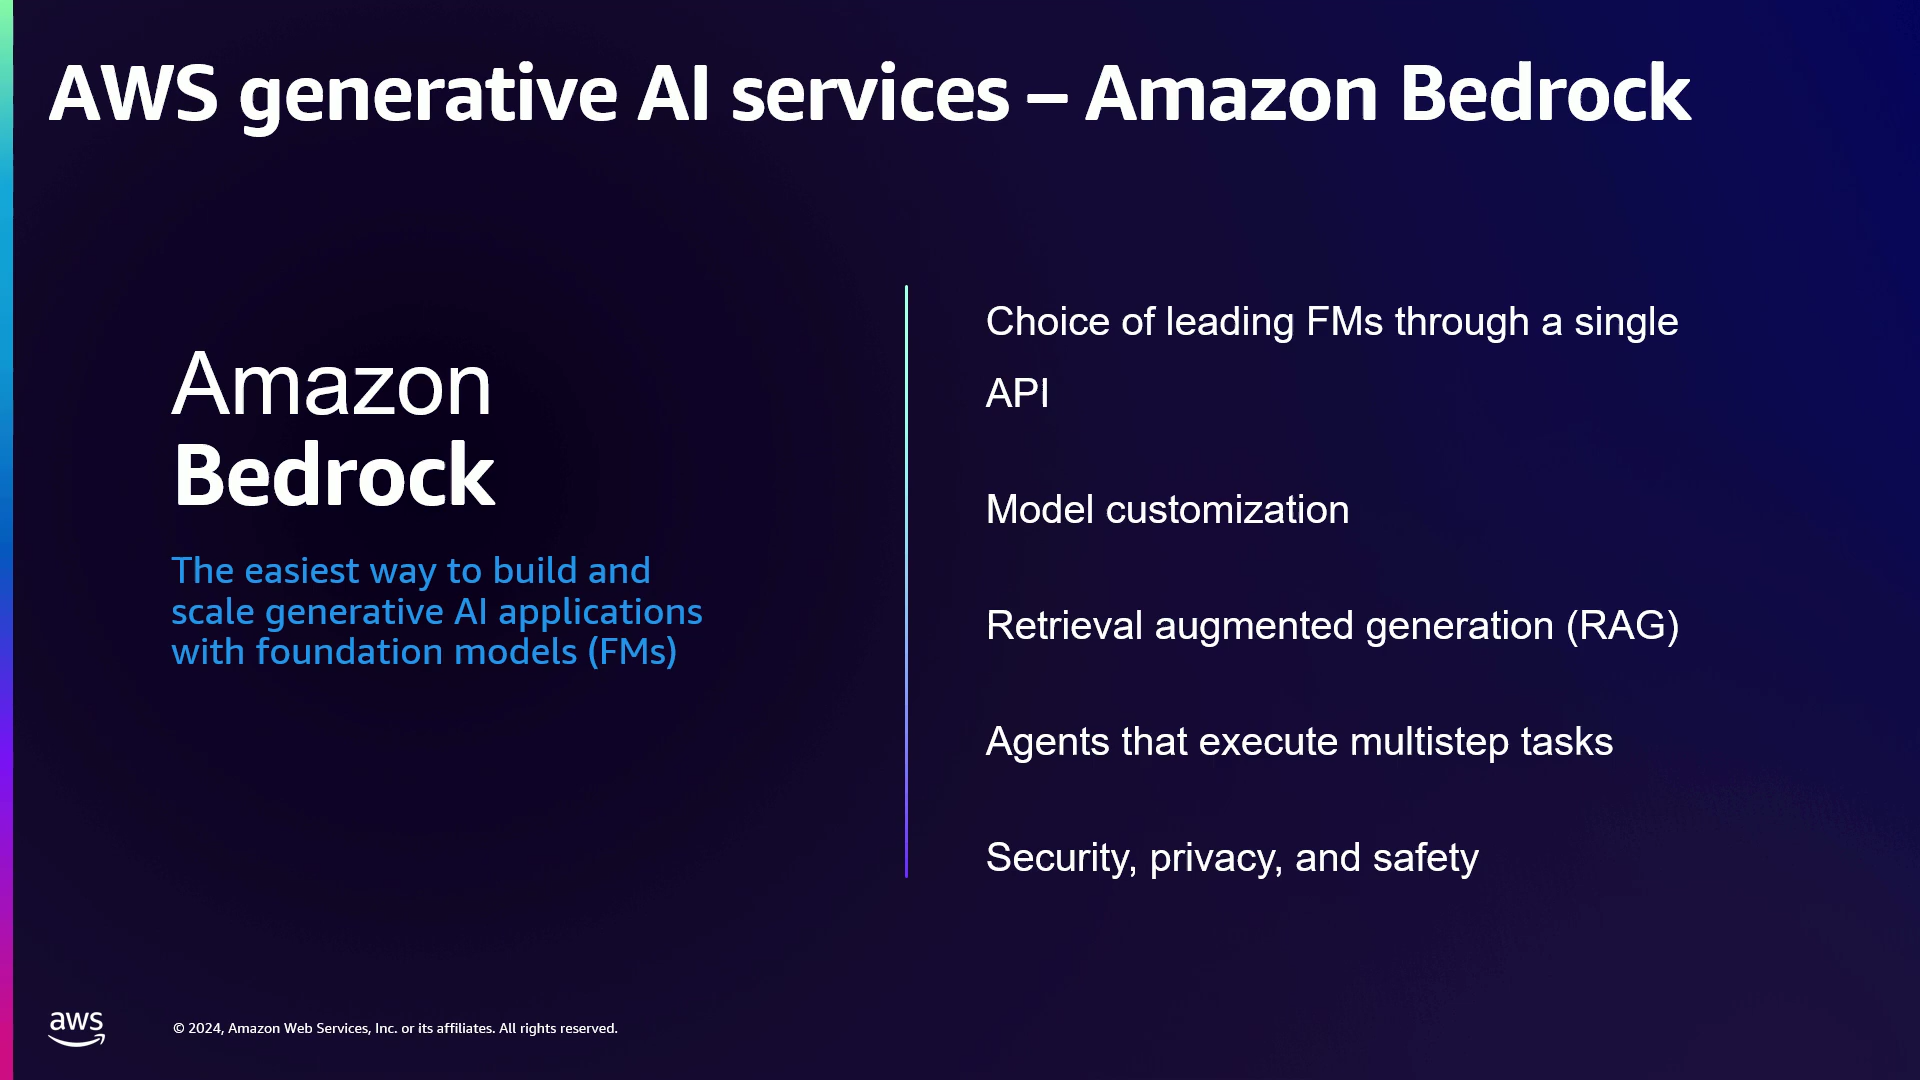 AWS generative AI services – Amazon Bedrock
Amazon
Bedrock
The easiest way to build and
scale generative AI applications
with foundation models (FMs)
Choice of leading FMs through a single
API
Model customization
Retrieval augmented generation (RAG)
Agents that execute multistep tasks
Security, privacy, and safety
aws
© 2024, Amazon Web Services, Inc. or its affiliates. All rights reserved.